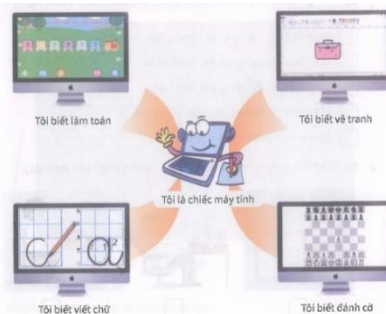 Tôi biết làm toán
Tôi biết vẽ tranh
Tôi là chiếc máy tính
Tôi biết viết chữ
Tôi biết đánh cờ